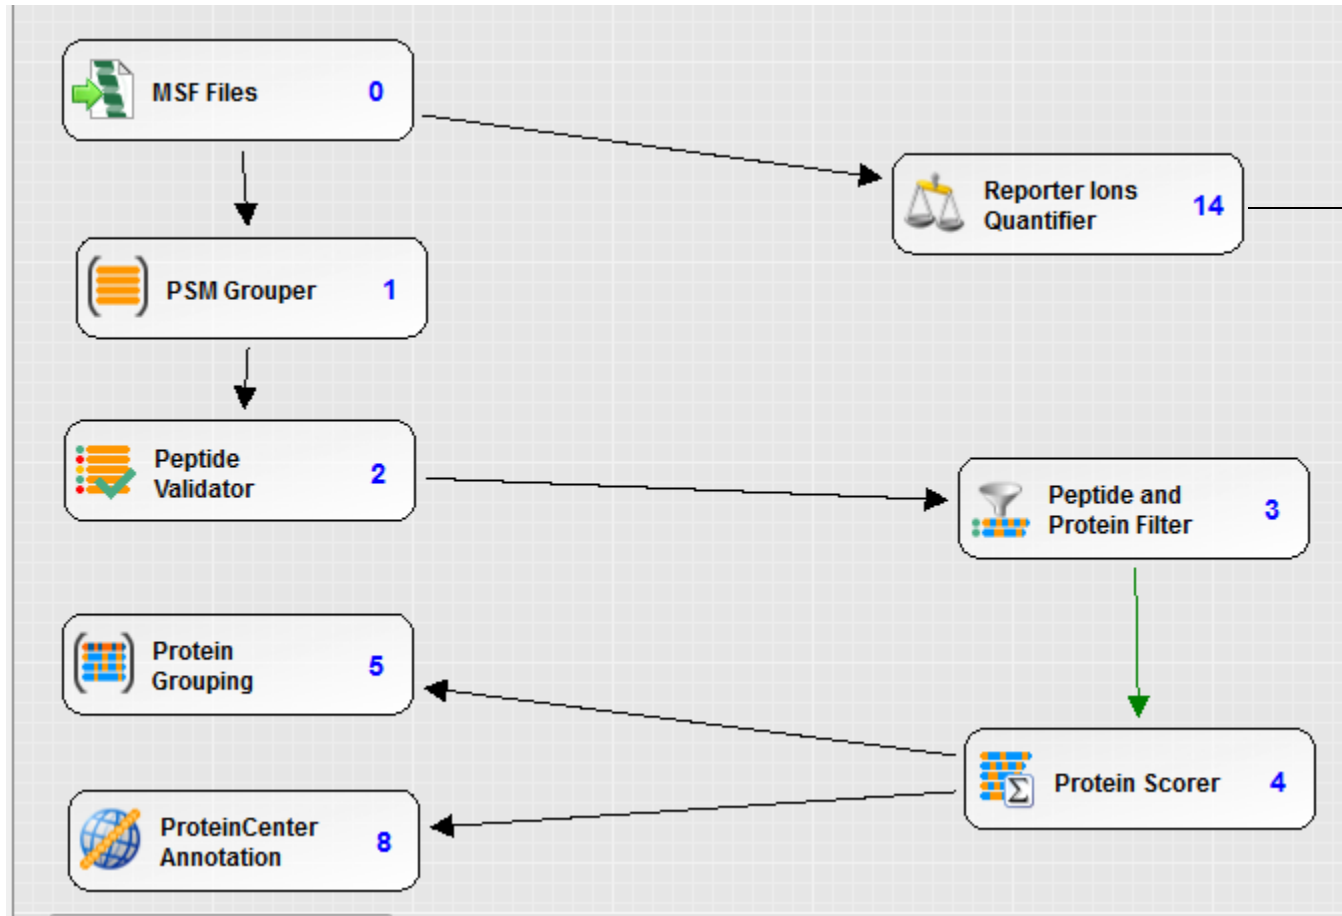 MSF Files 0
Reporter Ions
Quantifier 14
PSM Grouper 1
Peptide
Validator 2
Peptide and
Protein Filter 3
Protein
Grouping 5
Protein Scorer 4
Σ
ProteinCenter
Annotation 8